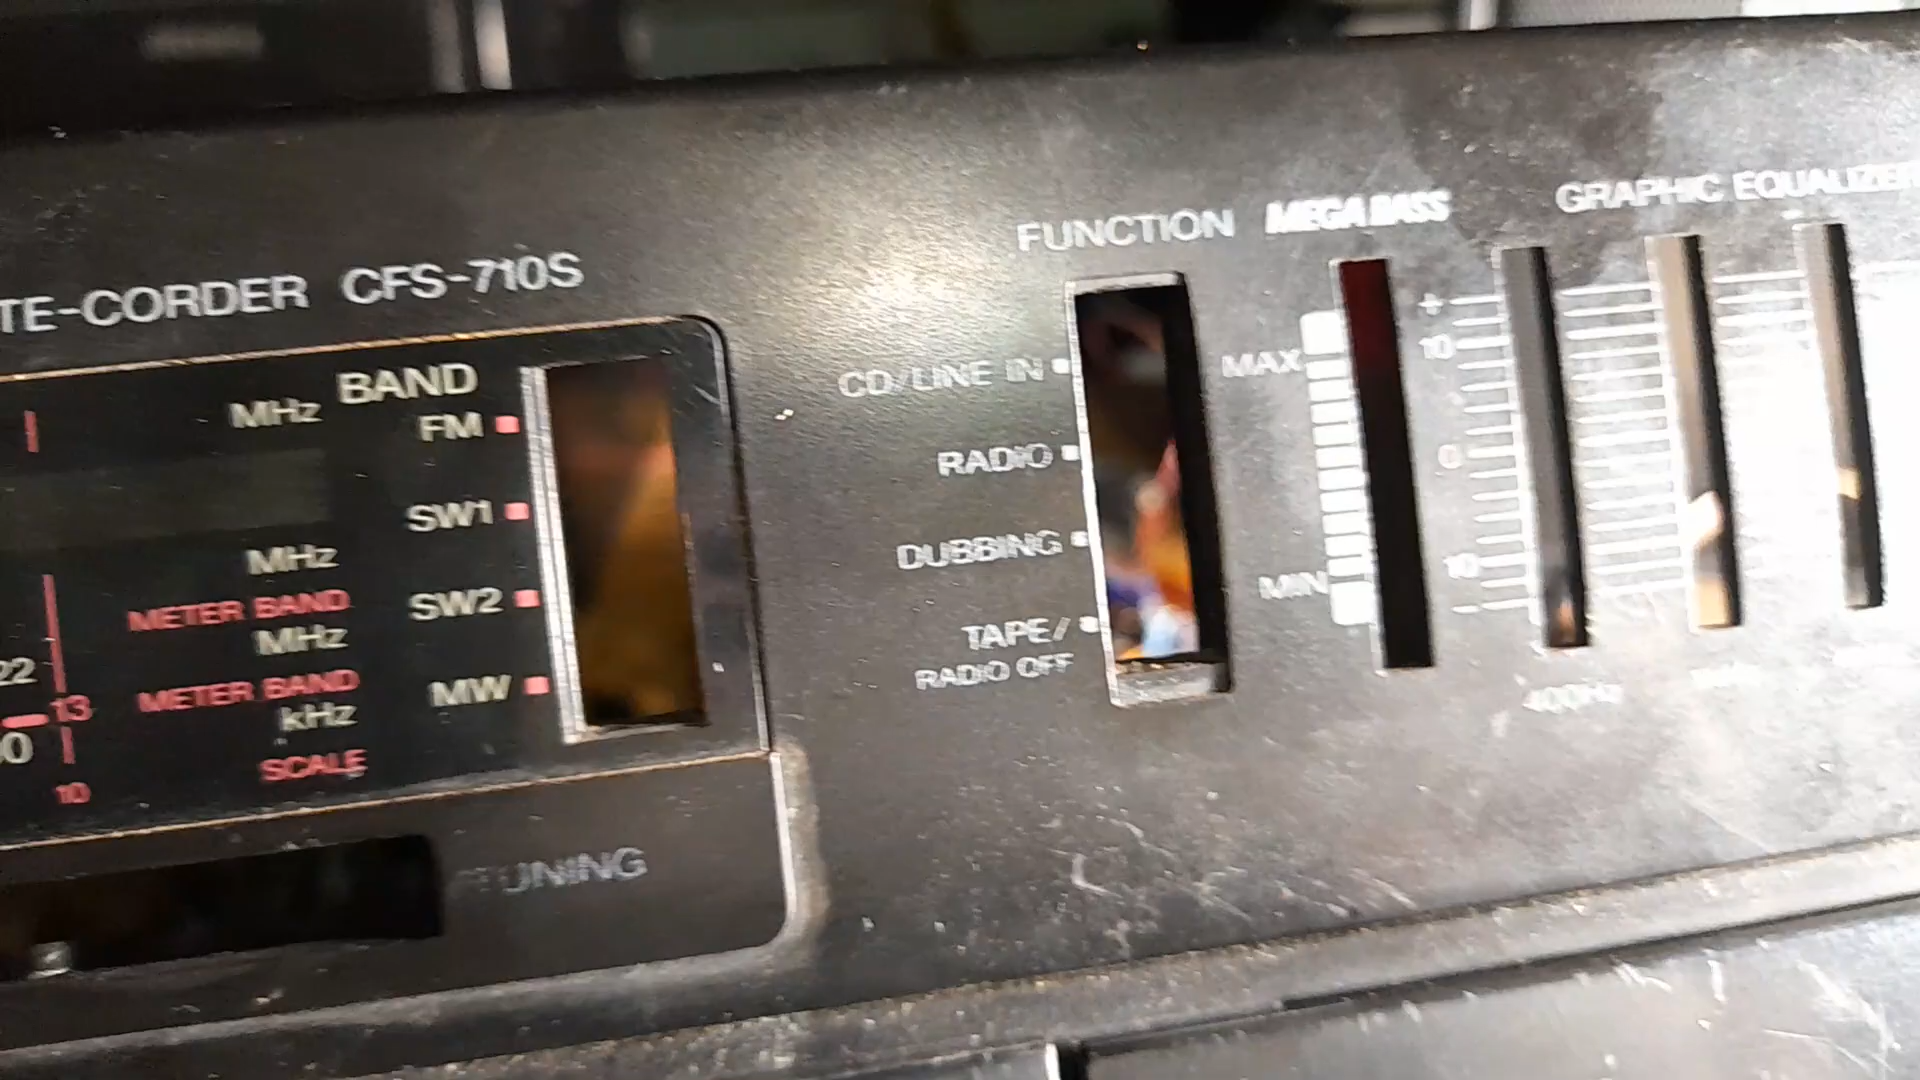 TE-CORDER CFS-710S
BAND
MHz
FM
SW1
MHz
METER BAND
SW2
MHz
22
METER BAND
MW
13
kHz
SCALE
10
TUNING
FUNCTION
CD/LINE IN
RADIO
DUBBING
TAPE/
RADIO OFF
MEGA BASS
MAX
MIN
GRAPHIC EQUALIZER
+
10
0
10
-
400Hz